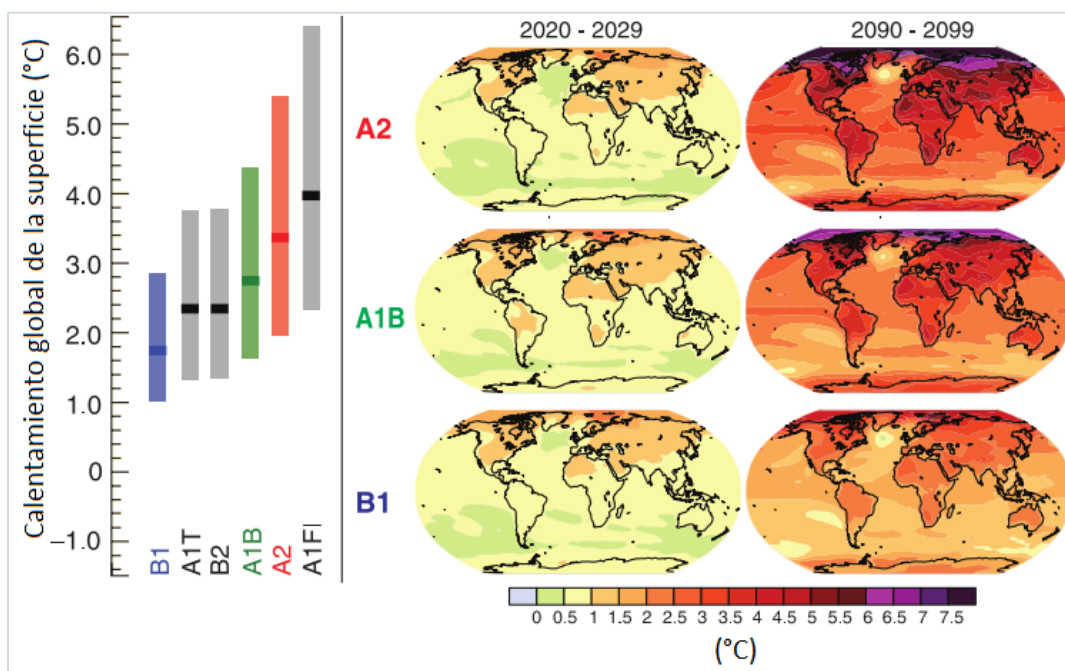 Calentamiento global de la superficie (°C)
6.0
5.0
4.0
3.0
2.0
1.0
0
–1.0
B1
A1T
B2
A1B
A2
A1FI
2020 - 2029
2090 - 2099
A2
A1B
B1
0 0.5 1 1.5 2 2.5 3 3.5 4 4.5 5 5.5 6 6.5 7 7.5
(°C)